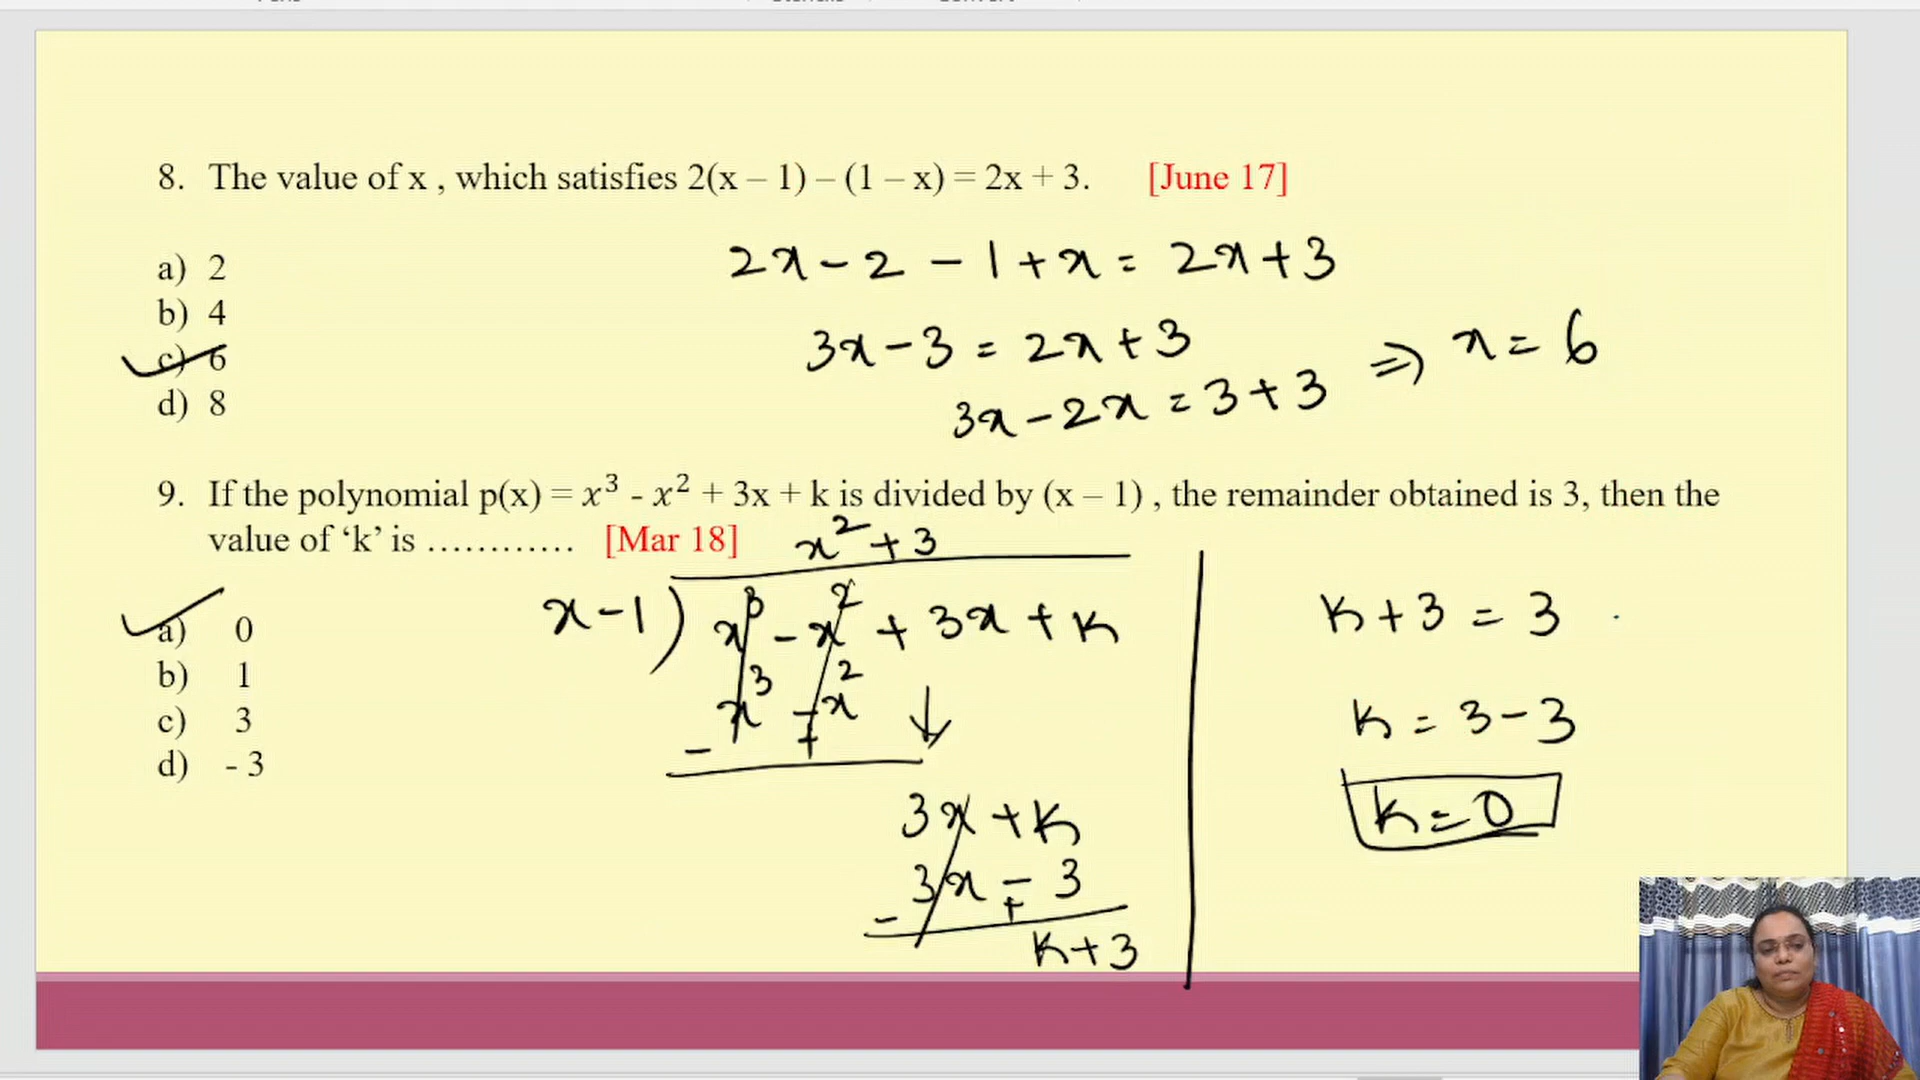 8. The value of x , which satisfies 2(x – 1) – (1 – x) = 2x + 3. [June 17]
2x - 2 - 1 + x = 2x + 3
a) 2
b) 4
3x - 3 = 2x + 3 ⇒ x = 6
c) 6
d) 8
3x - 2x = 3 + 3
9. If the polynomial p(x) = x³ - x² + 3x + k is divided by (x – 1) , the remainder obtained is 3, then the
value of ‘k’ is ………… [Mar 18]
x² + 3
x - 1 ) x³ - x² + 3x + k
k + 3 = 3
a) 0
b) 1
x³ - x²
- +
c) 3
k = 3 - 3
d) - 3
3x + k
k = 0
3x - 3
- +
k + 3